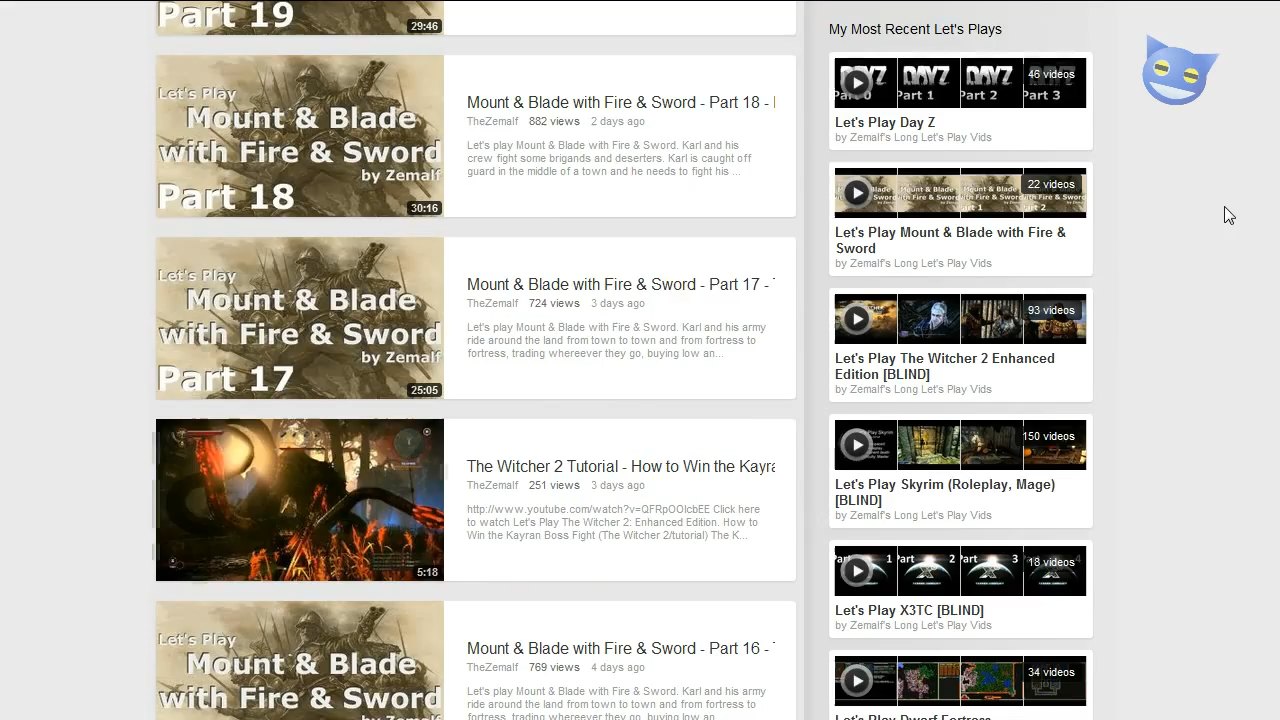 Part 19
29:46
Let's Play
Mount & Blade
with Fire & Sword
by Zemalf
Part 18
30:16
Mount & Blade with Fire & Sword - Part 18 -
TheZemalf 882 views 2 days ago
Let's play Mount & Blade with Fire & Sword. Karl and his
crew fight some brigands and deserters. Karl is caught off
guard in the middle of a town and he needs to fight his ...
Let's Play
Mount & Blade
with Fire & Sword
by Zemalf
Part 17
25:05
Mount & Blade with Fire & Sword - Part 17 -
TheZemalf 724 views 3 days ago
Let's play Mount & Blade with Fire & Sword. Karl and his army
ride around the land from town to town and from fortress to
fortress, trading whereever they go, buying low an...
5:18
The Witcher 2 Tutorial - How to Win the Kayra
TheZemalf 251 views 3 days ago
http://www.youtube.com/watch?v=QFRpOOIcbEE Click here
to watch Let's Play The Witcher 2: Enhanced Edition. How to
Win the Kayran Boss Fight (The Witcher 2/tutorial) The K...
Let's Play
Mount & Blade
with Fire & Sword
Mount & Blade with Fire & Sword - Part 16 -
TheZemalf 769 views 4 days ago
Let's play Mount & Blade with Fire & Sword. Karl and his army
ride around the land from town to town and from fortress to
My Most Recent Let's Plays
DAYZ DAYZ DAYZ
46 videos
Part 0 Part 1 Part 2 Part 3
Let's Play Day Z
by Zemalf's Long Let's Play Vids
22 videos
Let's Play Mount & Blade with Fire &
Sword
by Zemalf's Long Let's Play Vids
93 videos
Let's Play The Witcher 2 Enhanced
Edition [BLIND]
by Zemalf's Long Let's Play Vids
150 videos
Let's Play Skyrim (Roleplay, Mage)
[BLIND]
by Zemalf's Long Let's Play Vids
18 videos
Let's Play X3TC [BLIND]
by Zemalf's Long Let's Play Vids
34 videos
Let's Play Dwarf Fortress